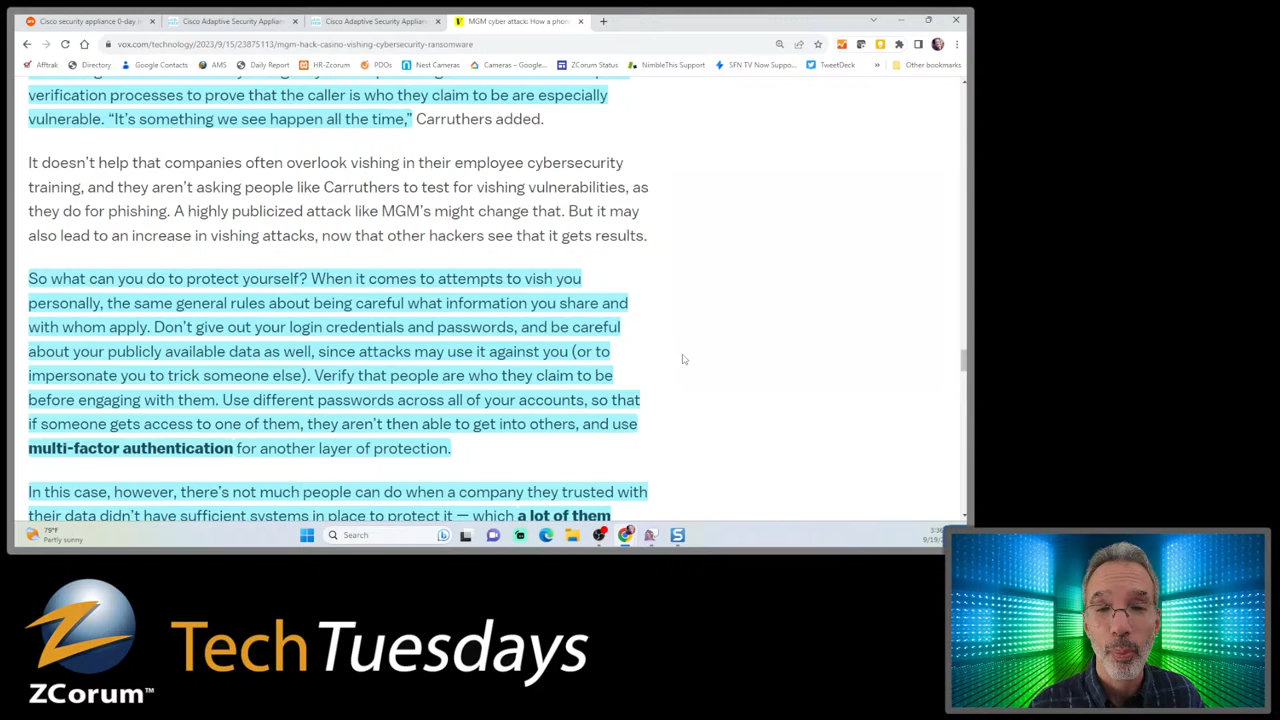 Cisco security appliance 0-day
Cisco Adaptive Security Applian
Cisco Adaptive Security Applian
MGM cyber attack: How a phon
vox.com/technology/2023/9/15/23875113/mgm-hack-casino-vishing-cybersecurity-ransomware
Afftrak
Directory
Google Contacts
AMS
Daily Report
HR-Zcorum
PDOs
Nest Cameras
Cameras – Google...
ZCorum Status
NimbleThis Support
SFN TV Now Suppo...
TweetDeck
Other bookmarks
verification processes to prove that the caller is who they claim to be are especially
vulnerable. “It’s something we see happen all the time,” Carruthers added.
It doesn’t help that companies often overlook vishing in their employee cybersecurity
training, and they aren’t asking people like Carruthers to test for vishing vulnerabilities, as
they do for phishing. A highly publicized attack like MGM’s might change that. But it may
also lead to an increase in vishing attacks, now that other hackers see that it gets results.
So what can you do to protect yourself? When it comes to attempts to vish you
personally, the same general rules about being careful what information you share and
with whom apply. Don’t give out your login credentials and passwords, and be careful
about your publicly available data as well, since attacks may use it against you (or to
impersonate you to trick someone else). Verify that people are who they claim to be
before engaging with them. Use different passwords across all of your accounts, so that
if someone gets access to one of them, they aren’t then able to get into others, and use
multi-factor authentication for another layer of protection.
In this case, however, there’s not much people can do when a company they trusted with
their data didn’t have sufficient systems in place to protect it — which a lot of them
79°F
Partly sunny
Search
9/19/
Tech Tuesdays
ZCorum™